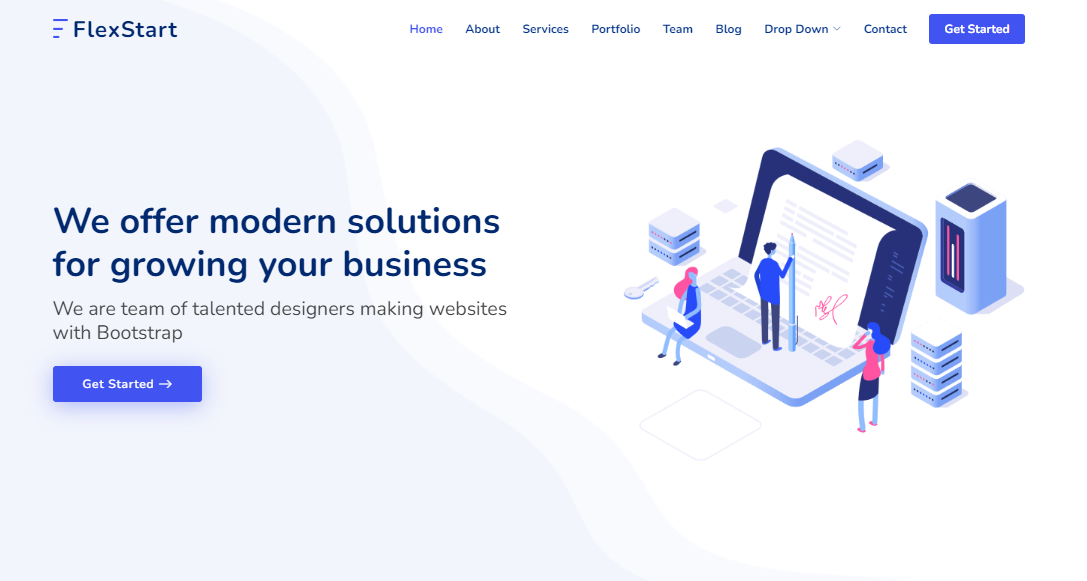 FlexStart
Home About Services Portfolio Team Blog Drop Down Contact Get Started
We offer modern solutions
for growing your business
We are team of talented designers making websites
with Bootstrap
Get Started →